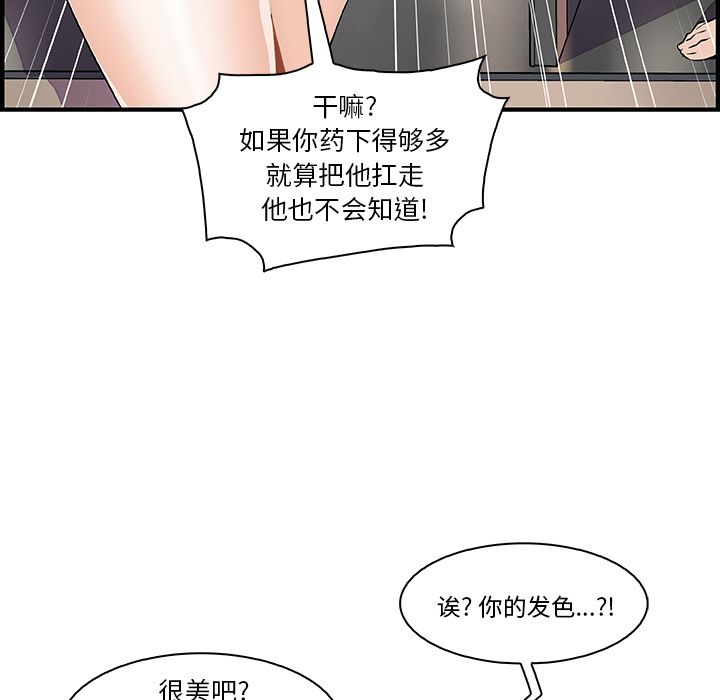 干嘛?
如果你药下得够多
就算把他扛走
他也不会知道!
诶? 你的发色...?!
很美吧?